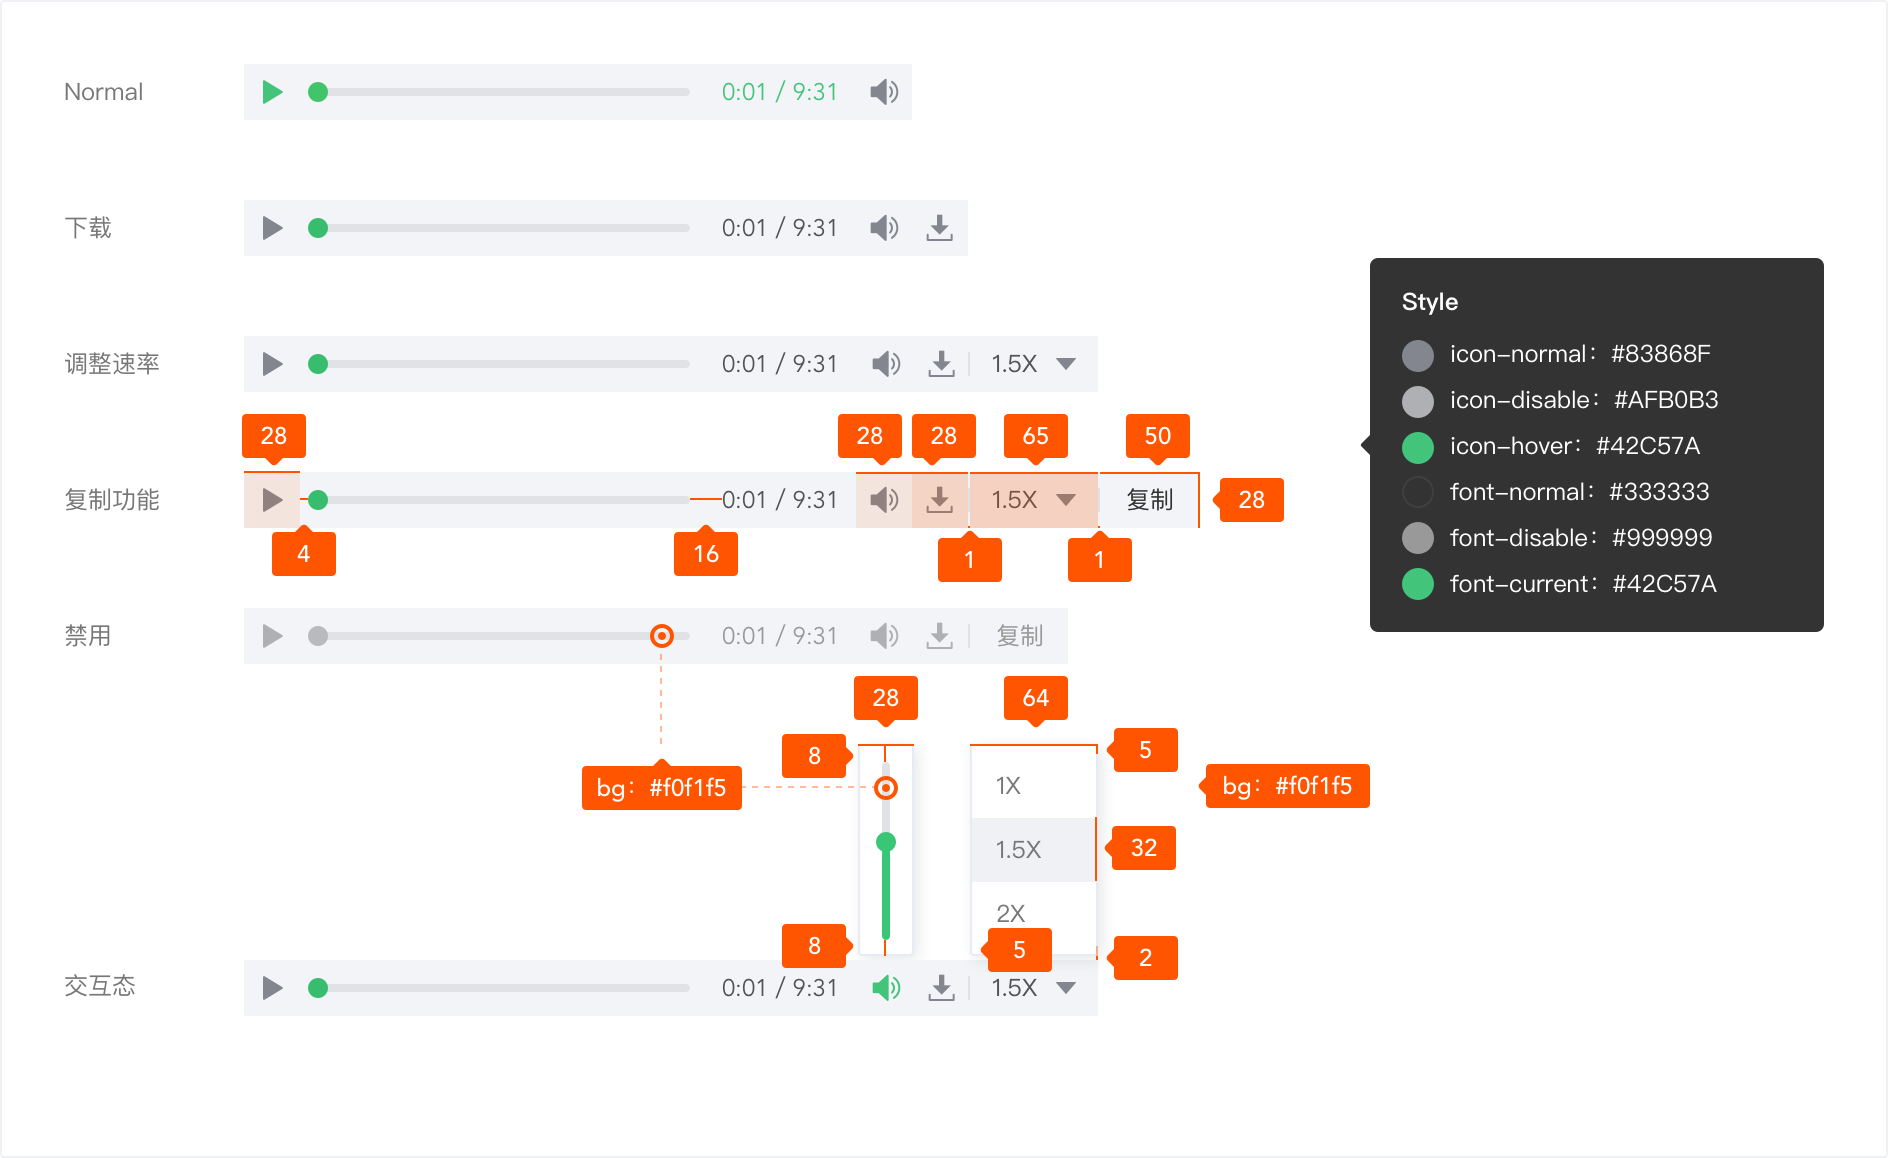 Normal
0:01 / 9:31
下载
0:01 / 9:31
调整速率
0:01 / 9:31
1.5X
28
28
28
65
50
复制功能
0:01 / 9:31
1.5X
复制
28
4
16
1
1
禁用
0:01 / 9:31
复制
28
64
8
5
bg：#f0f1f5
1X
bg：#f0f1f5
1.5X
32
2X
8
5
2
交互态
0:01 / 9:31
1.5X
Style
icon-normal：#83868F
icon-disable：#AFB0B3
icon-hover：#42C57A
font-normal：#333333
font-disable：#999999
font-current：#42C57A